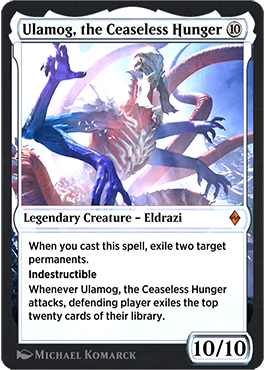 Ulamog, the Ceaseless Hunger 10
Legendary Creature – Eldrazi
When you cast this spell, exile two target
permanents.
Indestructible
Whenever Ulamog, the Ceaseless Hunger
attacks, defending player exiles the top
twenty cards of their library.
Michael Komarck
10/10